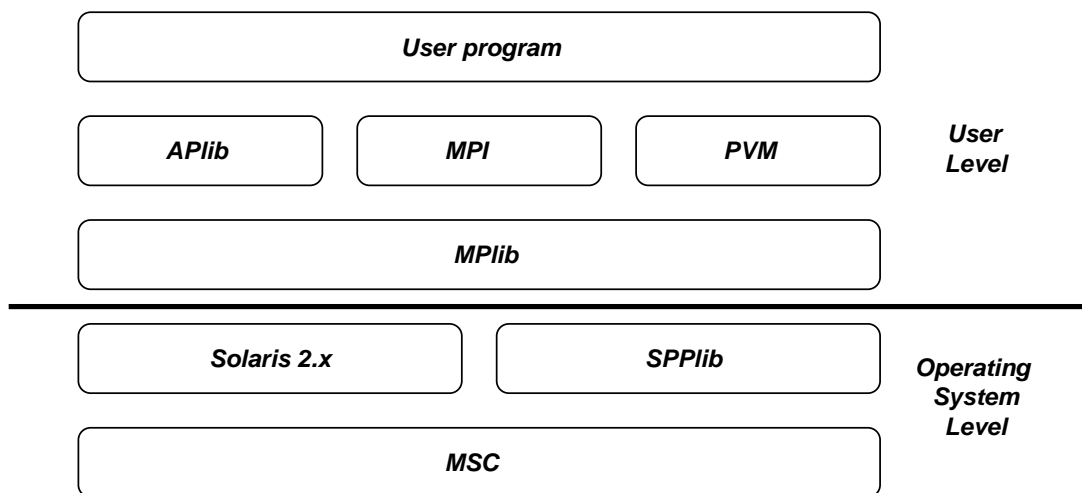 User program
APlib
MPI
PVM
User
Level
MPlib
Solaris 2.x
SPPlib
Operating
System
Level
MSC